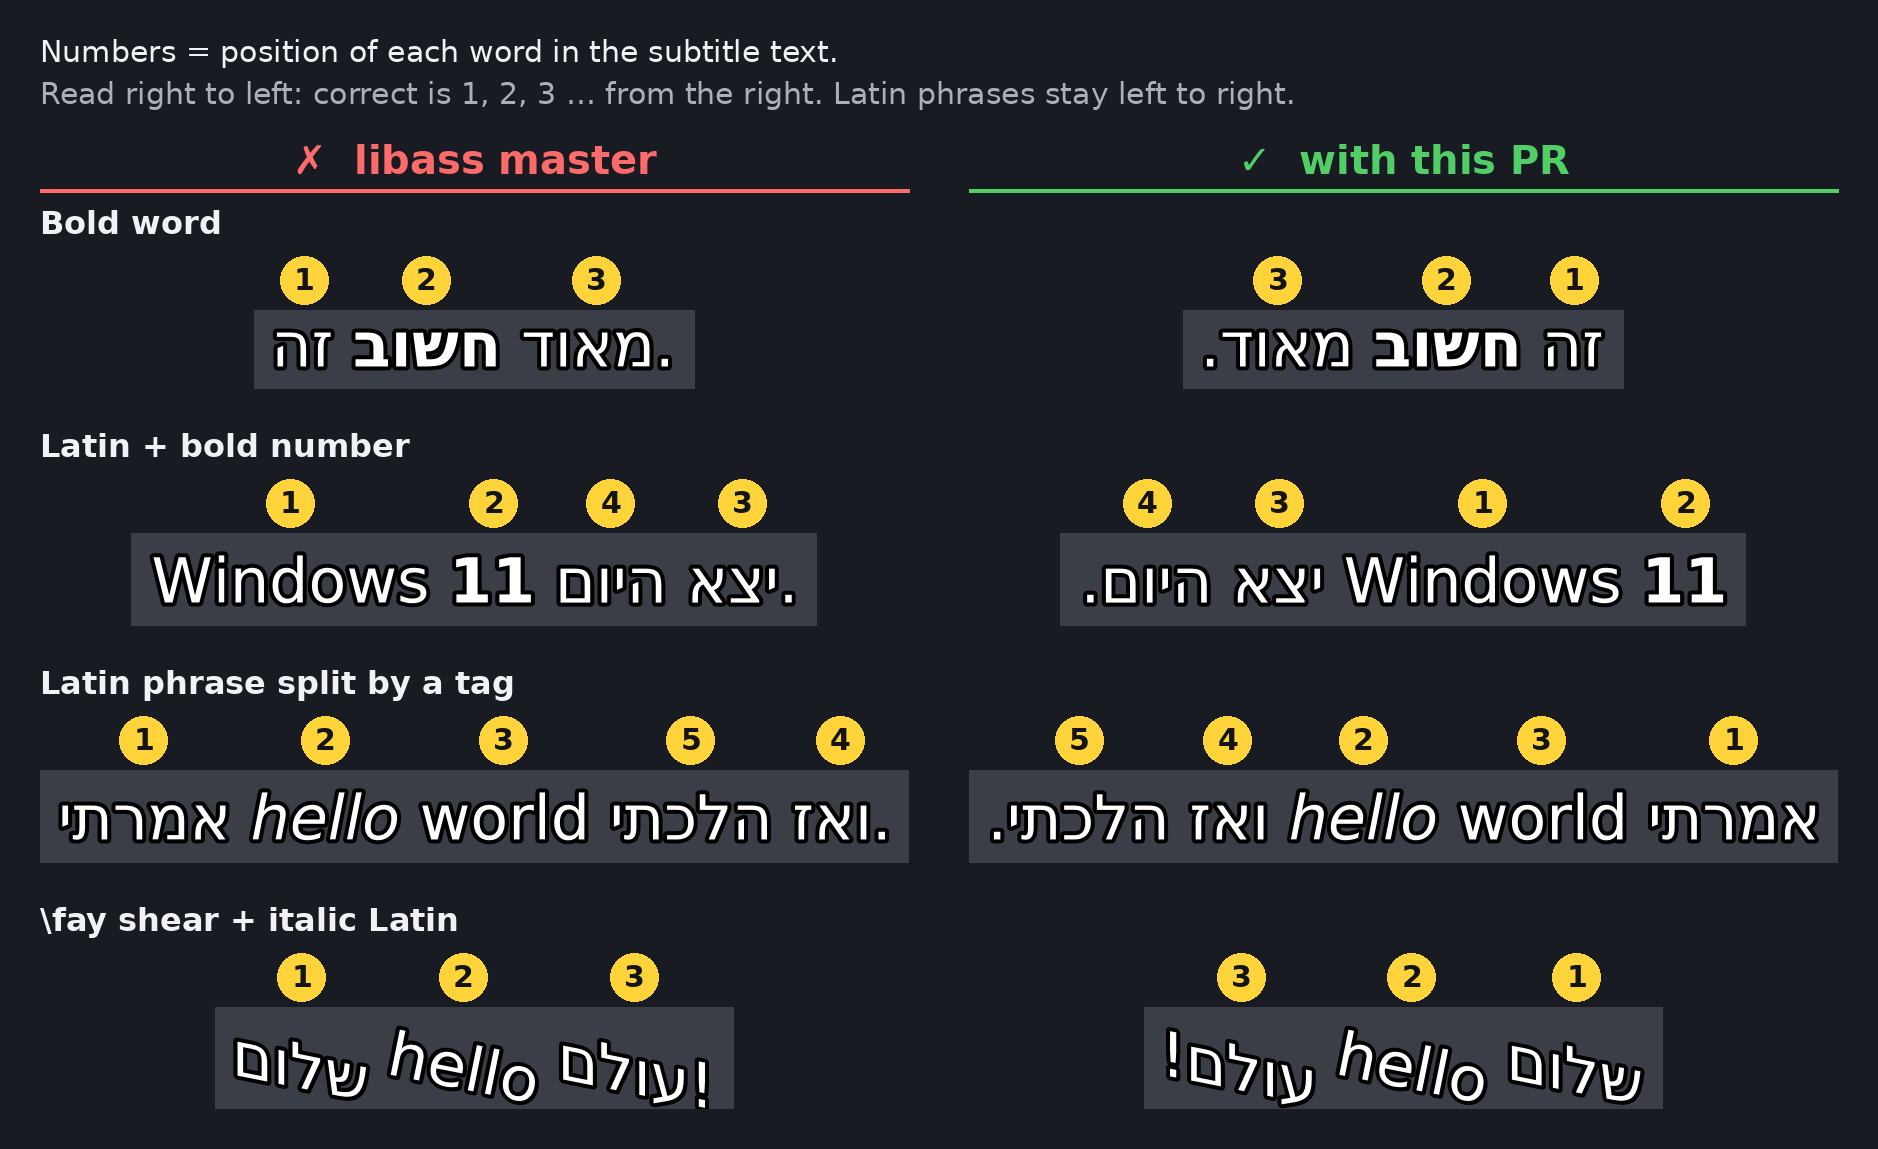 Numbers = position of each word in the subtitle text.
Read right to left: correct is 1, 2, 3 … from the right. Latin phrases stay left to right.
✗ libass master
✓ with this PR
Bold word
1 2 3
זה חשוב מאוד.
3 2 1
זה חשוב מאוד.
Latin + bold number
1 2 4 3
Windows 11 יצא היום.
4 3 1 2
Windows 11 יצא היום.
Latin phrase split by a tag
1 2 3 5 4
אמרתי hello world ואז הלכתי.
5 4 2 3 1
אמרתי hello world ואז הלכתי.
\fay shear + italic Latin
1 2 3
שלום hello עולם!
3 2 1
שלום hello עולם!